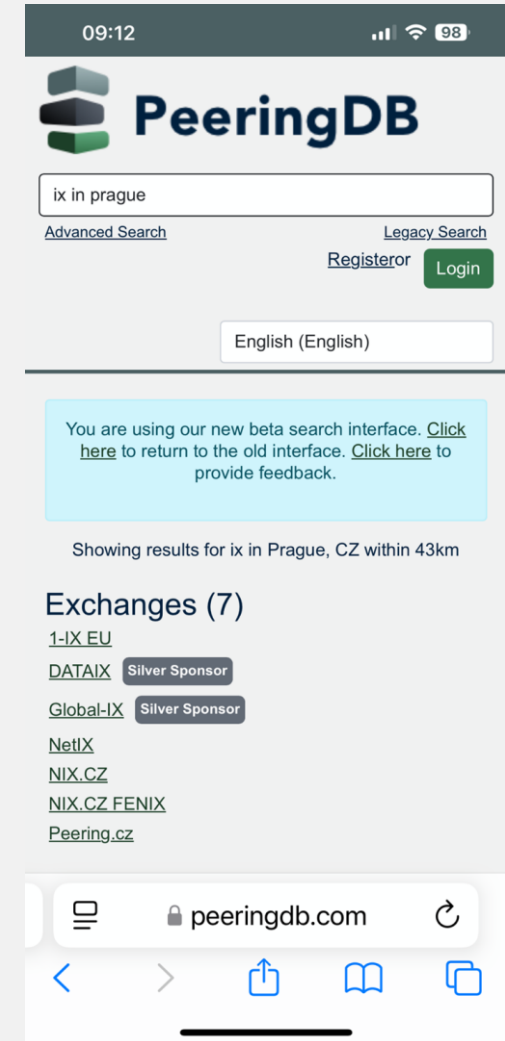 09:12
98
PeeringDB
ix in prague
Advanced Search
Legacy Search
Registeror
Login
English (English)
You are using our new beta search interface. Click
here to return to the old interface. Click here to
provide feedback.
Showing results for ix in Prague, CZ within 43km
Exchanges (7)
1-IX EU
DATAIX Silver Sponsor
Global-IX Silver Sponsor
NetIX
NIX.CZ
NIX.CZ FENIX
Peering.cz
peeringdb.com